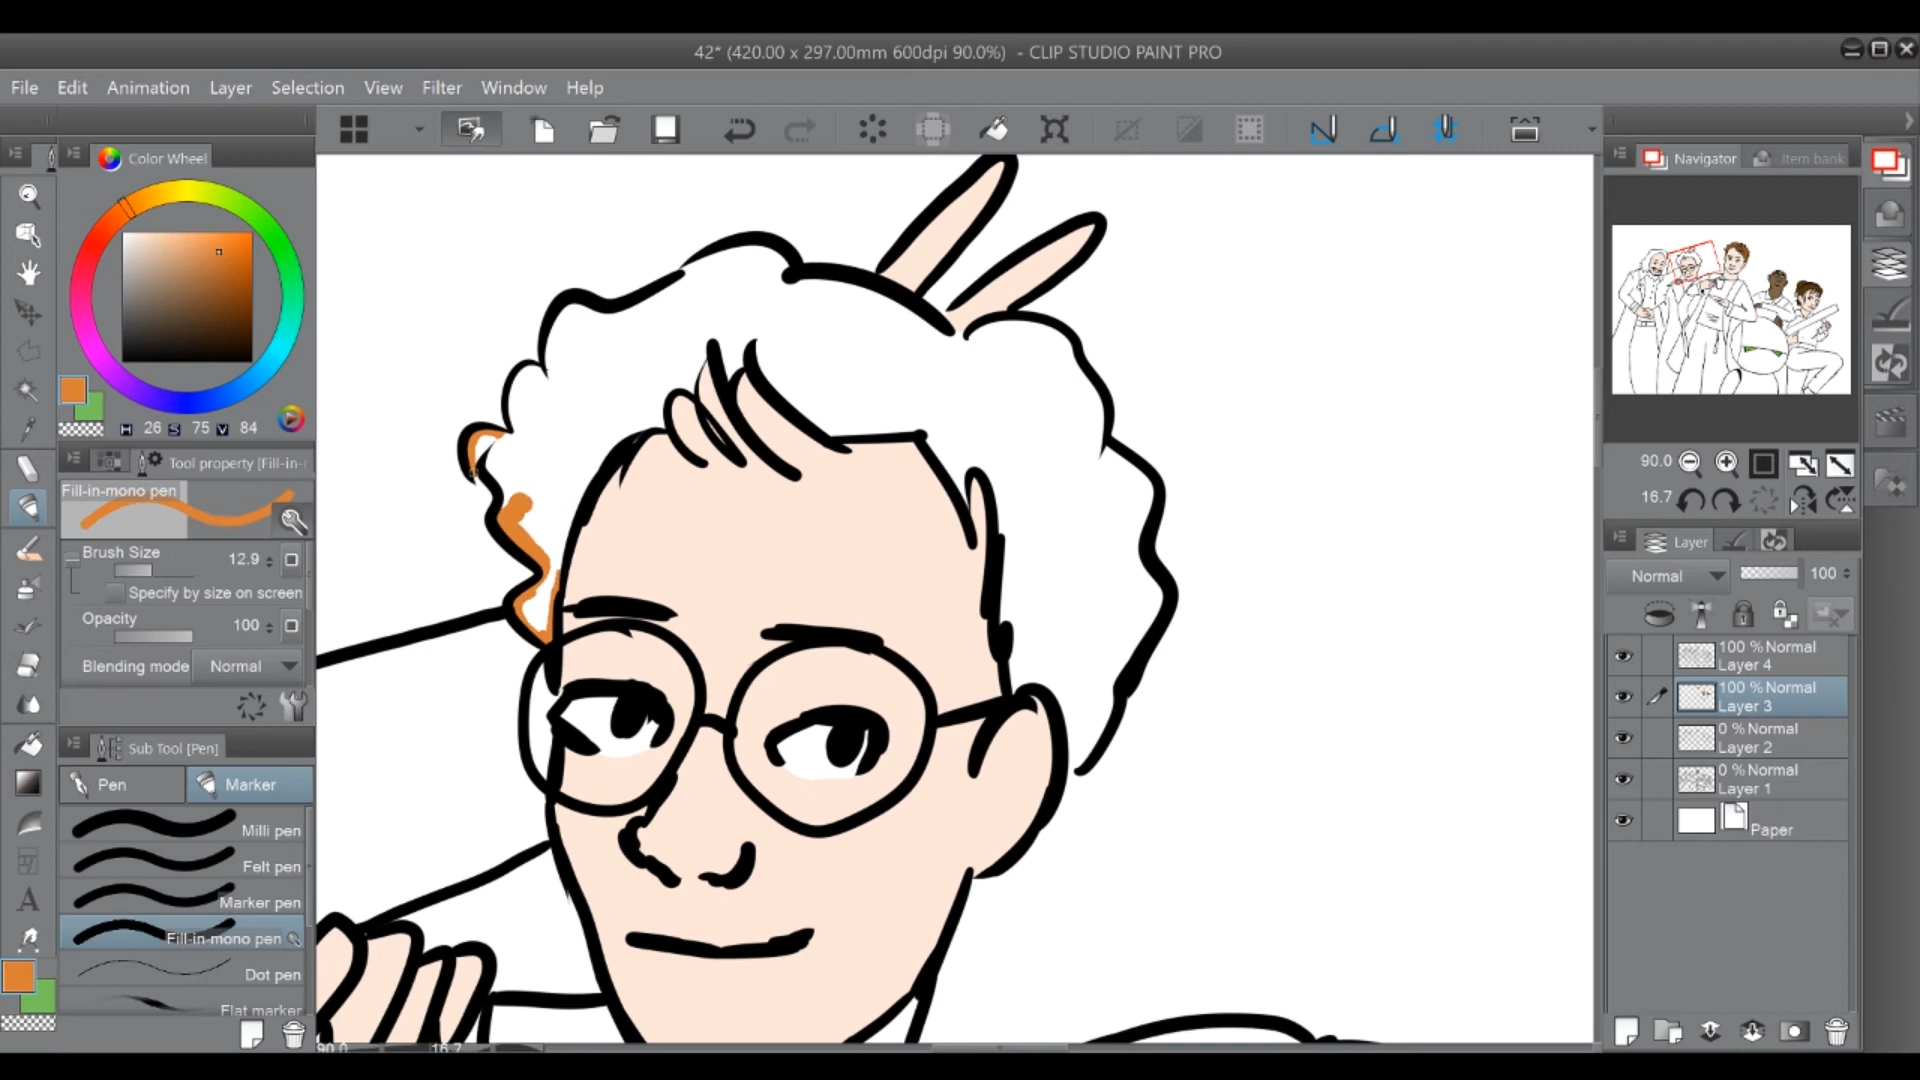 42* (420.00 x 297.00mm 600dpi 90.0%) - CLIP STUDIO PAINT PRO
File Edit Animation Layer Selection View Filter Window Help
Color Wheel
H 26 S 75 V 84
Tool property [Fill-in-
Fill-in-mono pen
Brush Size 12.9
Specify by size on screen
Opacity 100
Blending mode Normal
Sub Tool [Pen]
Pen Marker
Milli pen
Felt pen
Marker pen
Fill-in-mono pen
Dot pen
Flat marker
90.0 16.7
Navigator Item bank
90.0
16.7
Layer
Normal 100
100 % Normal
Layer 4
100 % Normal
Layer 3
0 % Normal
Layer 2
0 % Normal
Layer 1
Paper